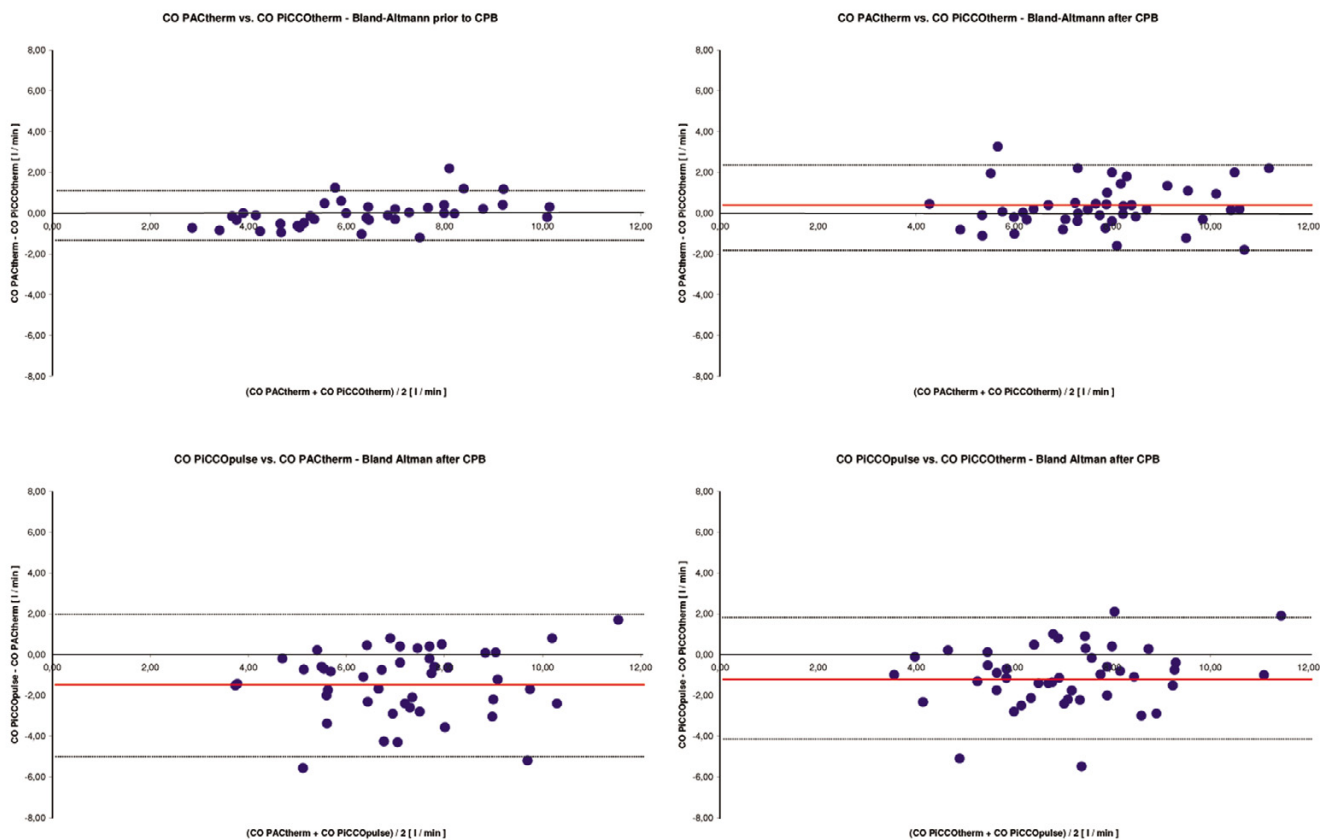 CO PACtherm vs. CO PiCCOtherm - Bland-Altmann prior to CPB
8,00
6,00
4,00
2,00
0,00
-2,00
-4,00
-6,00
-8,00
0,00 2,00 4,00 6,00 8,00 10,00 12,00
CO PACtherm - CO PiCCOtherm [ l / min ]
(CO PACtherm + CO PiCCOtherm) / 2 [ l / min ]
CO PACtherm vs. CO PiCCOtherm - Bland-Altmann after CPB
8,00
6,00
4,00
2,00
0,00
-2,00
-4,00
-6,00
-8,00
0,00 2,00 4,00 6,00 8,00 10,00 12,00
CO PACtherm - CO PiCCOtherm [ l / min ]
(CO PACtherm + CO PiCCOtherm) / 2 [ l / min ]
CO PiCCOpulse vs. CO PACtherm - Bland Altman after CPB
8,00
6,00
4,00
2,00
0,00
-2,00
-4,00
-6,00
-8,00
0,00 2,00 4,00 6,00 8,00 10,00 12,00
CO PiCCOpulse - CO PACtherm [ l / min ]
(CO PACtherm + CO PiCCOpulse) / 2 [ l / min ]
CO PiCCOpulse vs. CO PiCCOtherm - Bland Altman after CPB
8,00
6,00
4,00
2,00
0,00
-2,00
-4,00
-6,00
-8,00
0,00 2,00 4,00 6,00 8,00 10,00 12,00
CO PiCCOpulse - CO PiCCOtherm [ l / min ]
(CO PiCCOtherm + CO PiCCOpulse) / 2 [ l / min ]